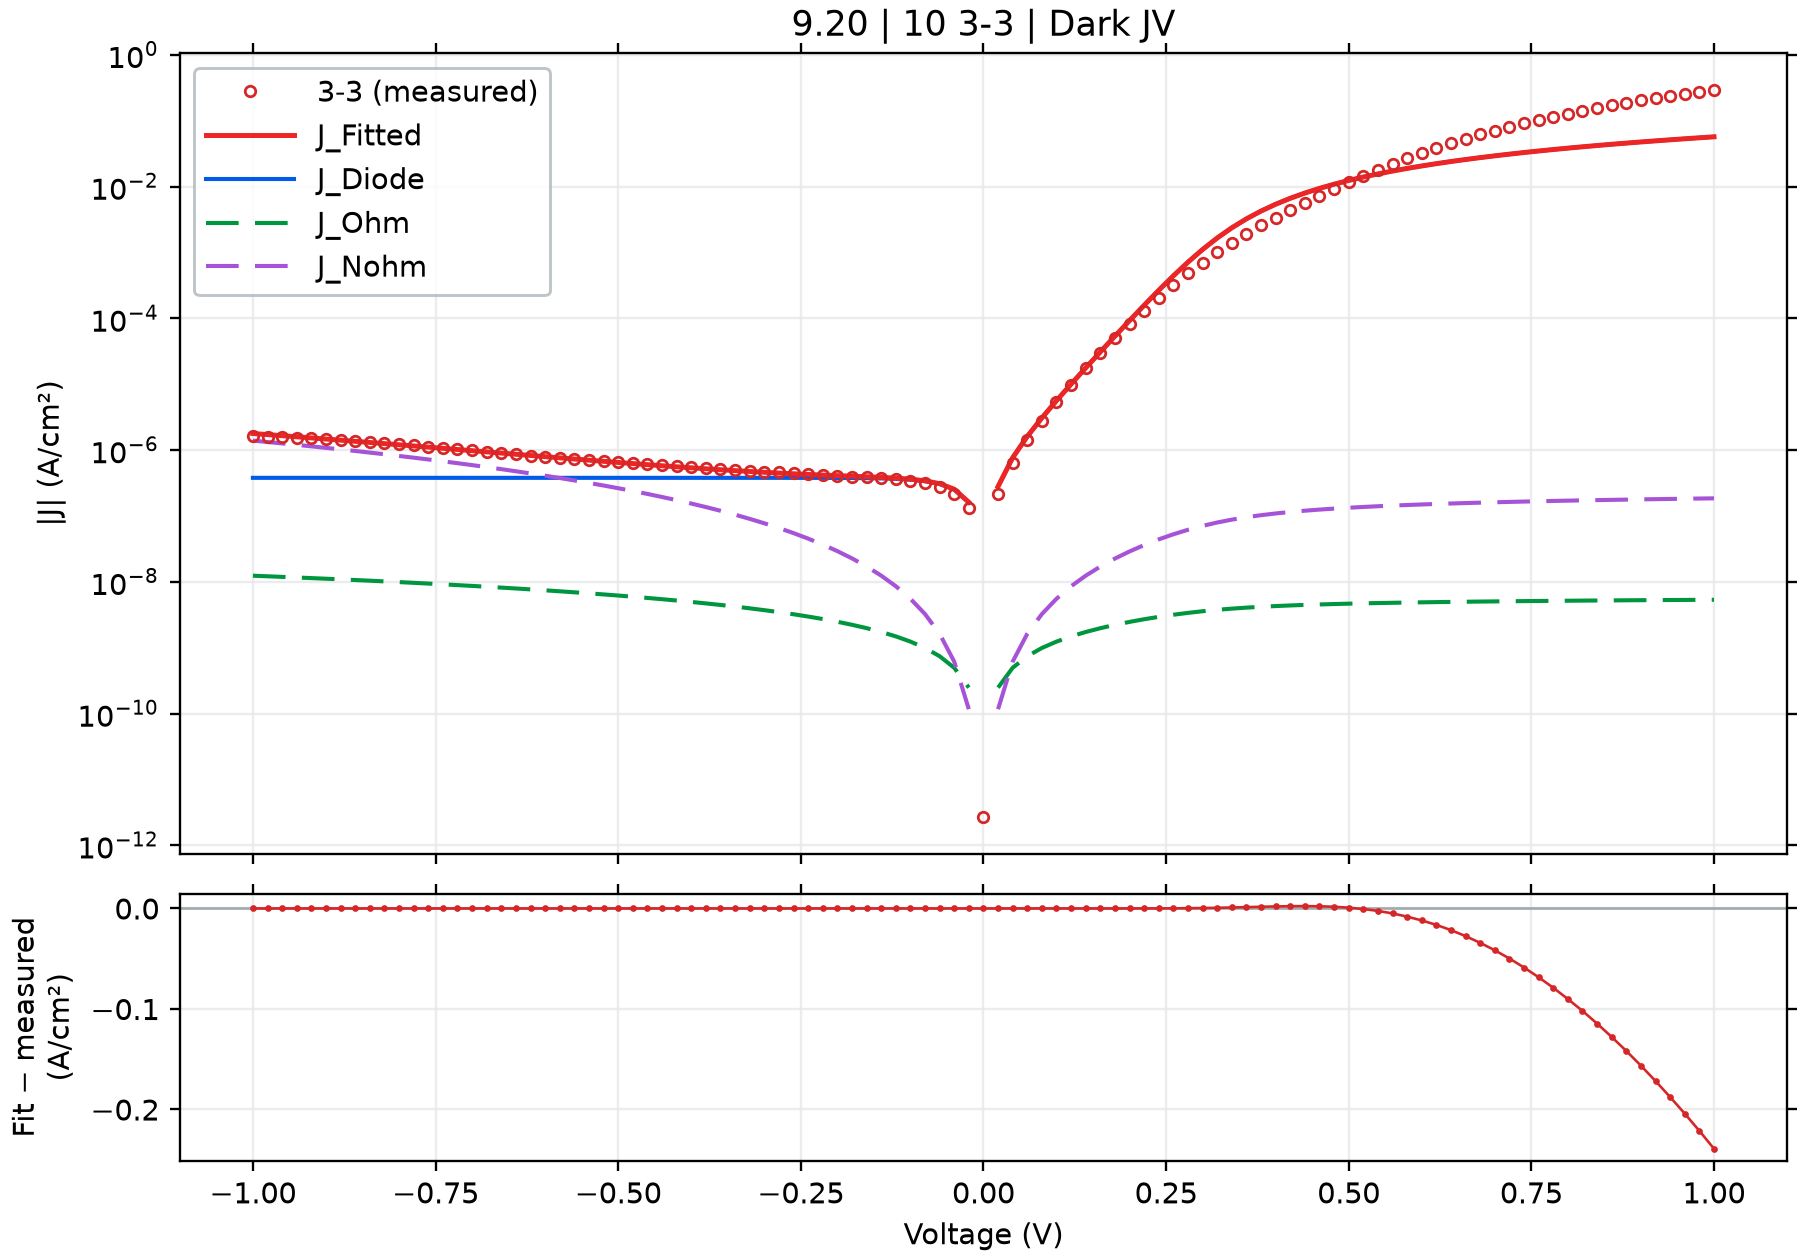 9.20 | 10 3-3 | Dark JV
3-3 (measured)
J_Fitted
J_Diode
J_Ohm
J_Nohm
|J| (A/cm²)
10⁰
10⁻²
10⁻⁴
10⁻⁶
10⁻⁸
10⁻¹⁰
10⁻¹²
Fit − measured
(A/cm²)
0.0
−0.1
−0.2
−1.00 −0.75 −0.50 −0.25 0.00 0.25 0.50 0.75 1.00
Voltage (V)